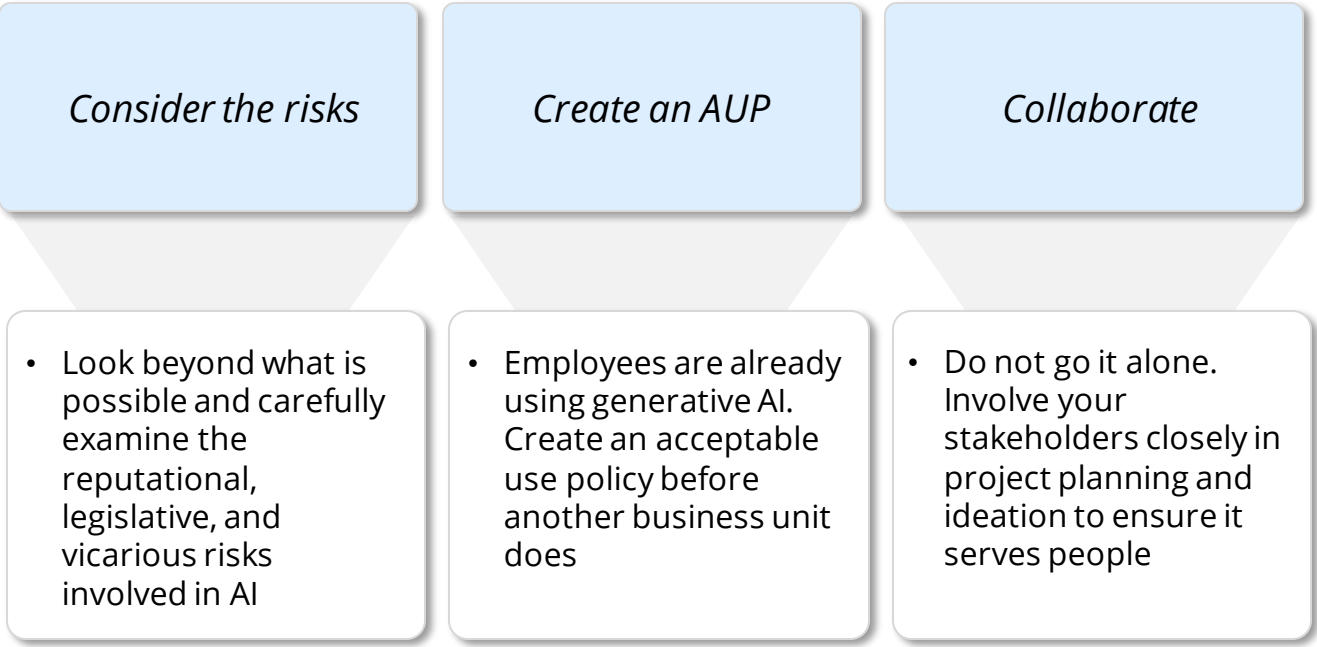 Consider the risks
Create an AUP
Collaborate
• Look beyond what is
possible and carefully
examine the
reputational,
legislative, and
vicarious risks
involved in AI
• Employees are already
using generative AI.
Create an acceptable
use policy before
another business unit
does
• Do not go it alone.
Involve your
stakeholders closely in
project planning and
ideation to ensure it
serves people